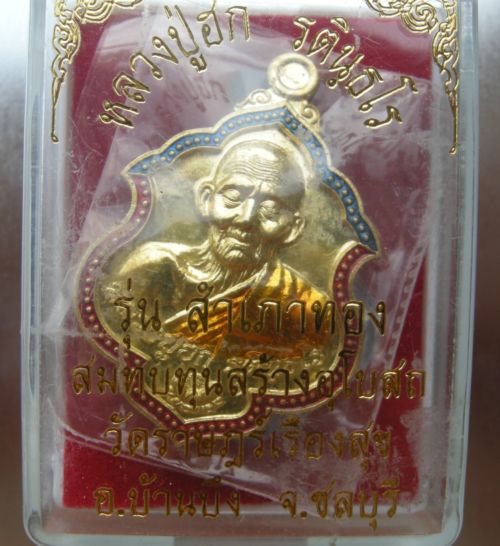 หลวงปู่ฮก รตินฺธโร
รุ่น สำเภาทอง
สมทบทุนสร้างอุโบสถ
วัดราษฎร์เรืองสุข
อ.บ้านบึง จ.ชลบุรี